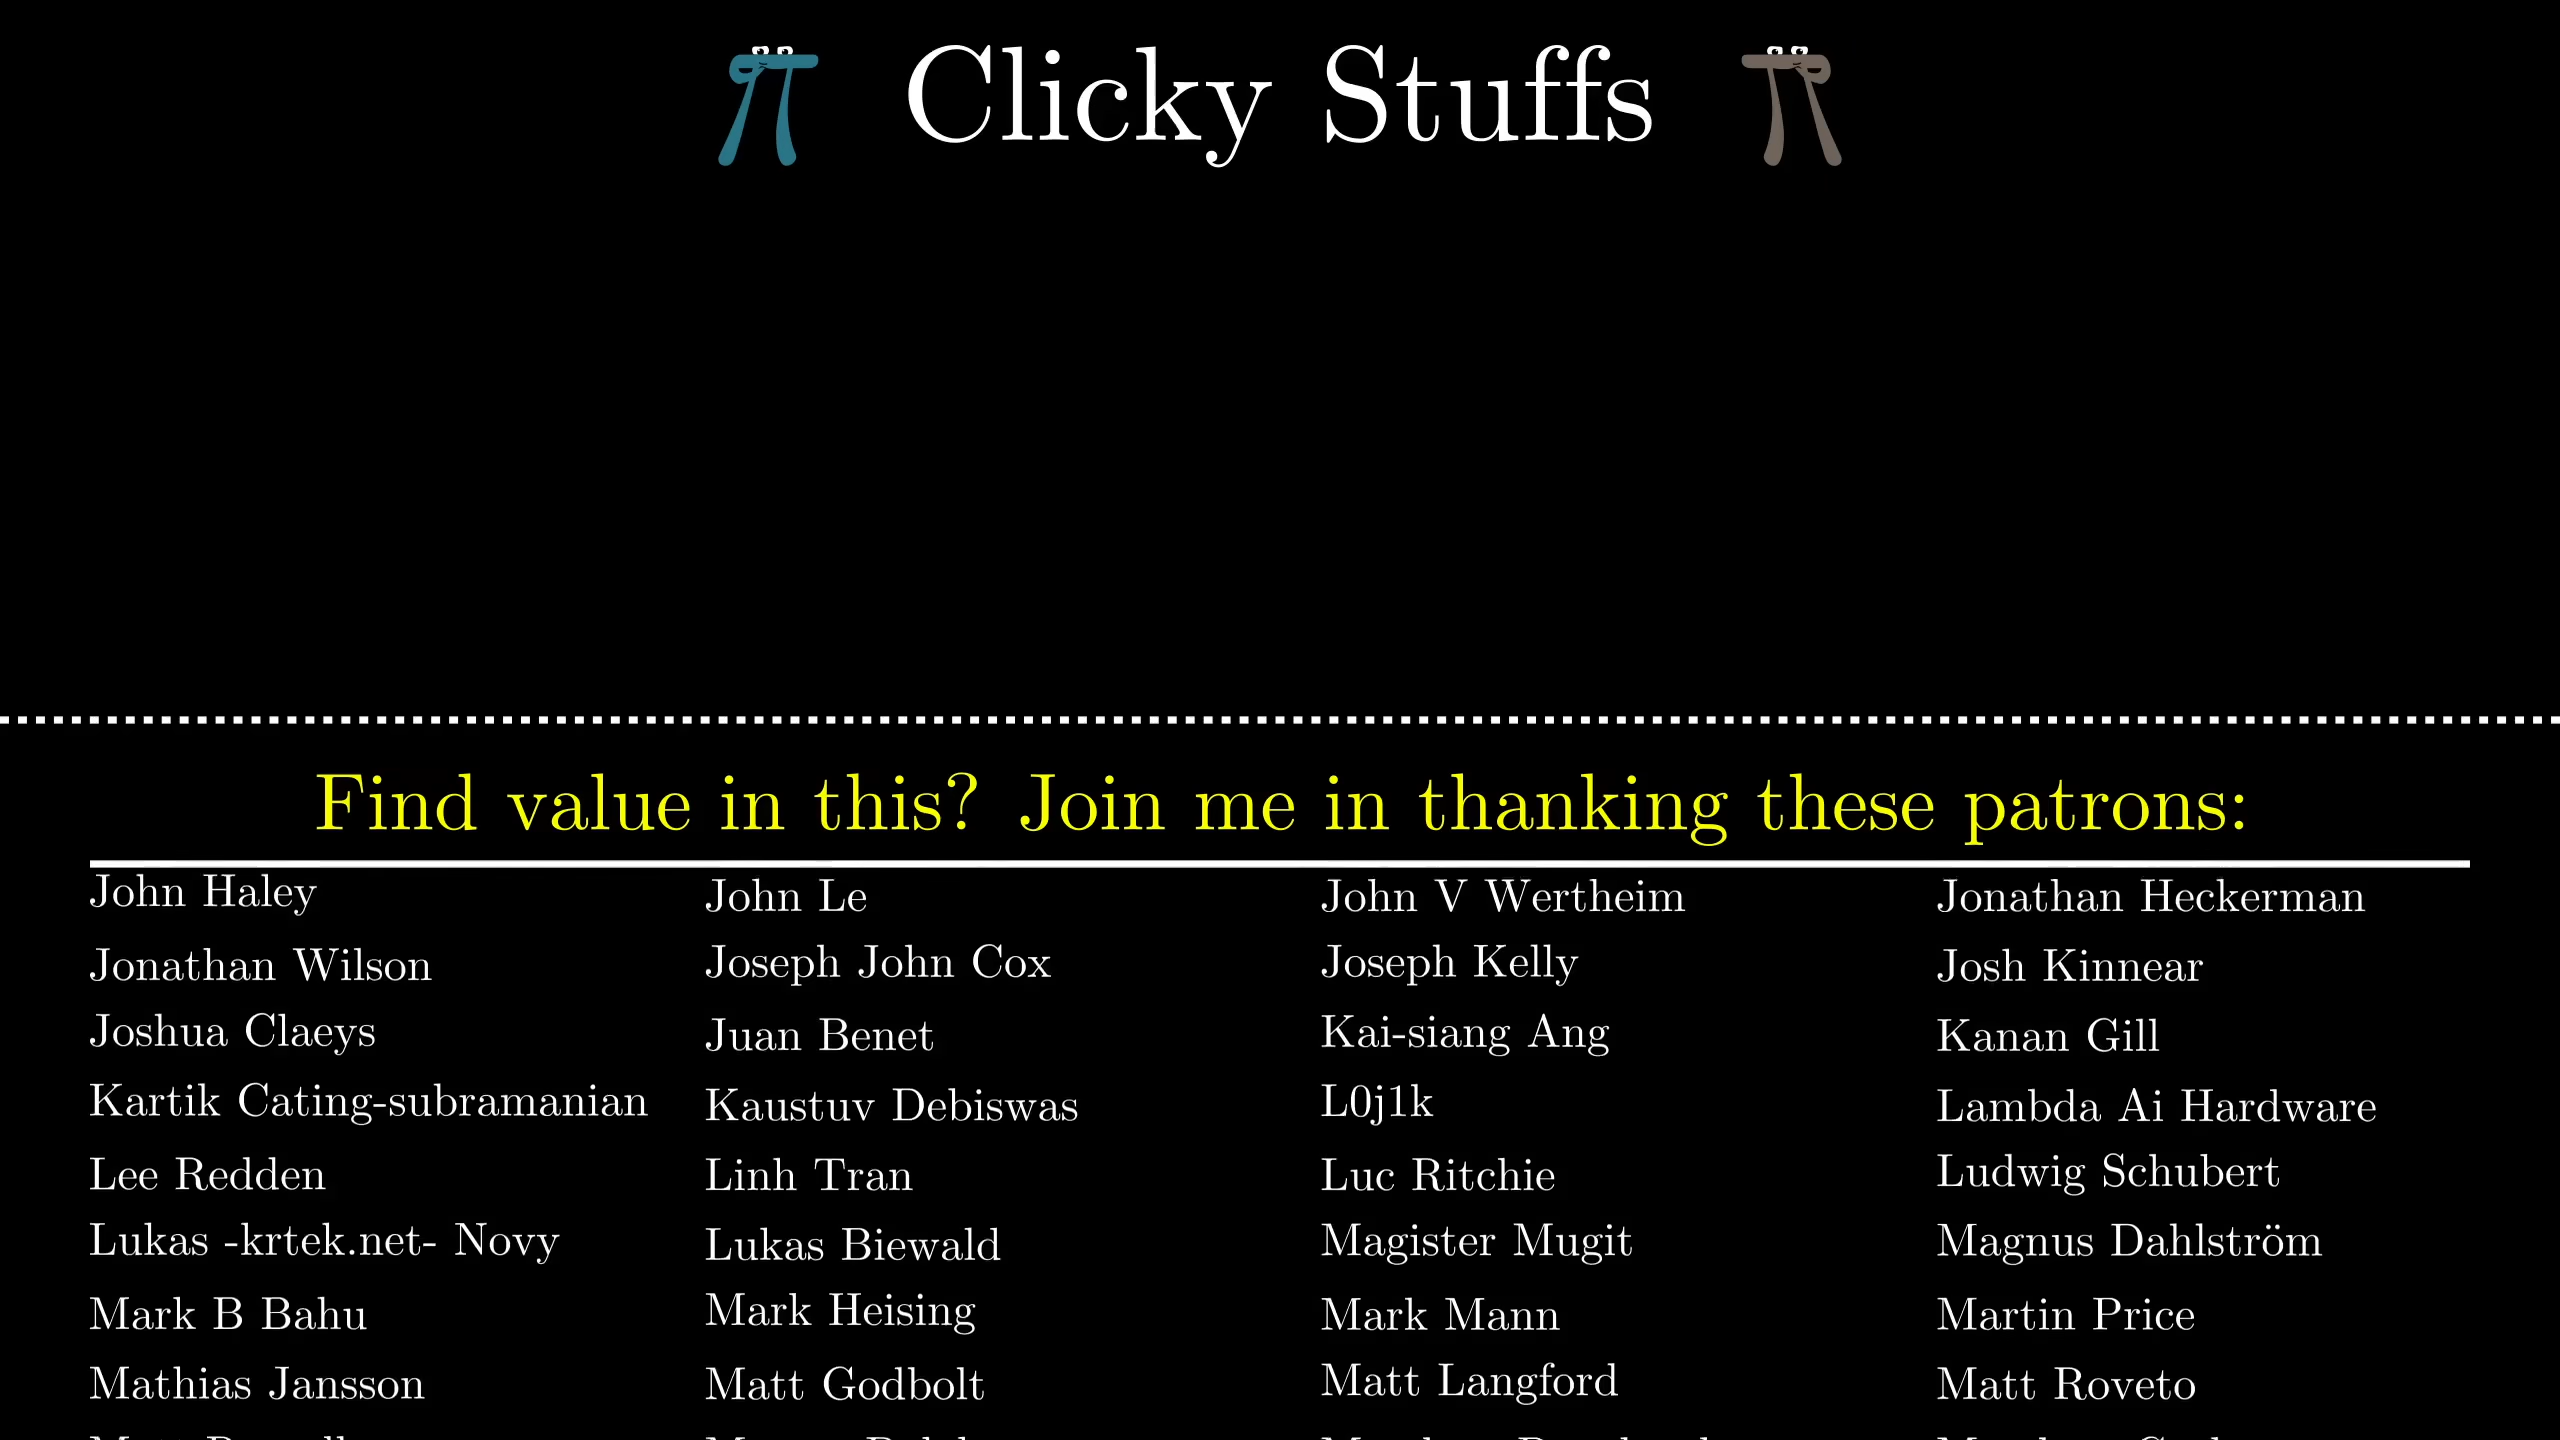 Clicky Stuffs
Find value in this? Join me in thanking these patrons:
John Haley John Le John V Wertheim Jonathan Heckerman
Jonathan Wilson Joseph John Cox Joseph Kelly Josh Kinnear
Joshua Claeys Juan Benet Kai-siang Ang Kanan Gill
Kartik Cating-subramanian Kaustuv Debiswas L0j1k Lambda Ai Hardware
Lee Redden Linh Tran Luc Ritchie Ludwig Schubert
Lukas -krtek.net- Novy Lukas Biewald Magister Mugit Magnus Dahlström
Mark B Bahu Mark Heising Mark Mann Martin Price
Mathias Jansson Matt Godbolt Matt Langford Matt Roveto